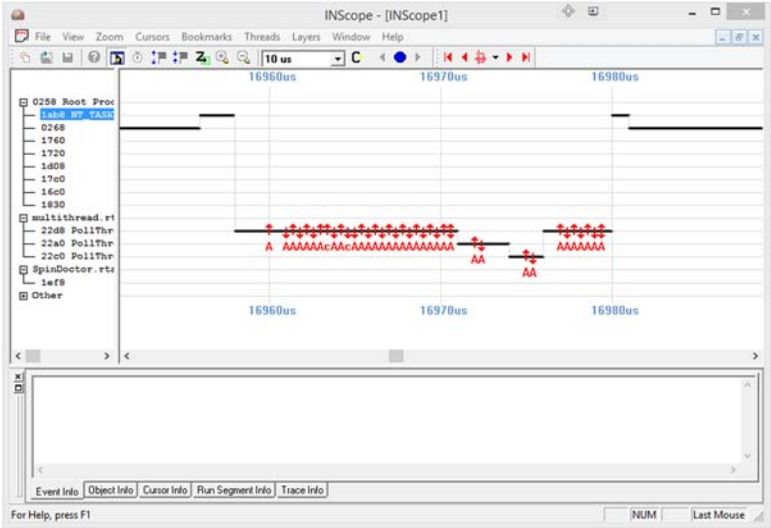 INScope - [INScope1]
File View Zoom Cursors Bookmarks Threads Layers Window Help
10 us
C
16960us 16970us 16980us
0258 Root Proc
1ab8 NT_TASK
0268
1760
1720
1d08
17c0
16c0
1830
multithread.rt
22d8 PollThr
22a0 PollThr
22c0 PollThr
SpinDoctor.rta
1ef8
Other
A AAAAAAcAAcAAAAAAAAAAAAAA AAAAAAA
AA
AA
16960us 16970us 16980us
Event Info Object Info Cursor Info Run Segment Info Trace Info
For Help, press F1 NUM Last Mouse